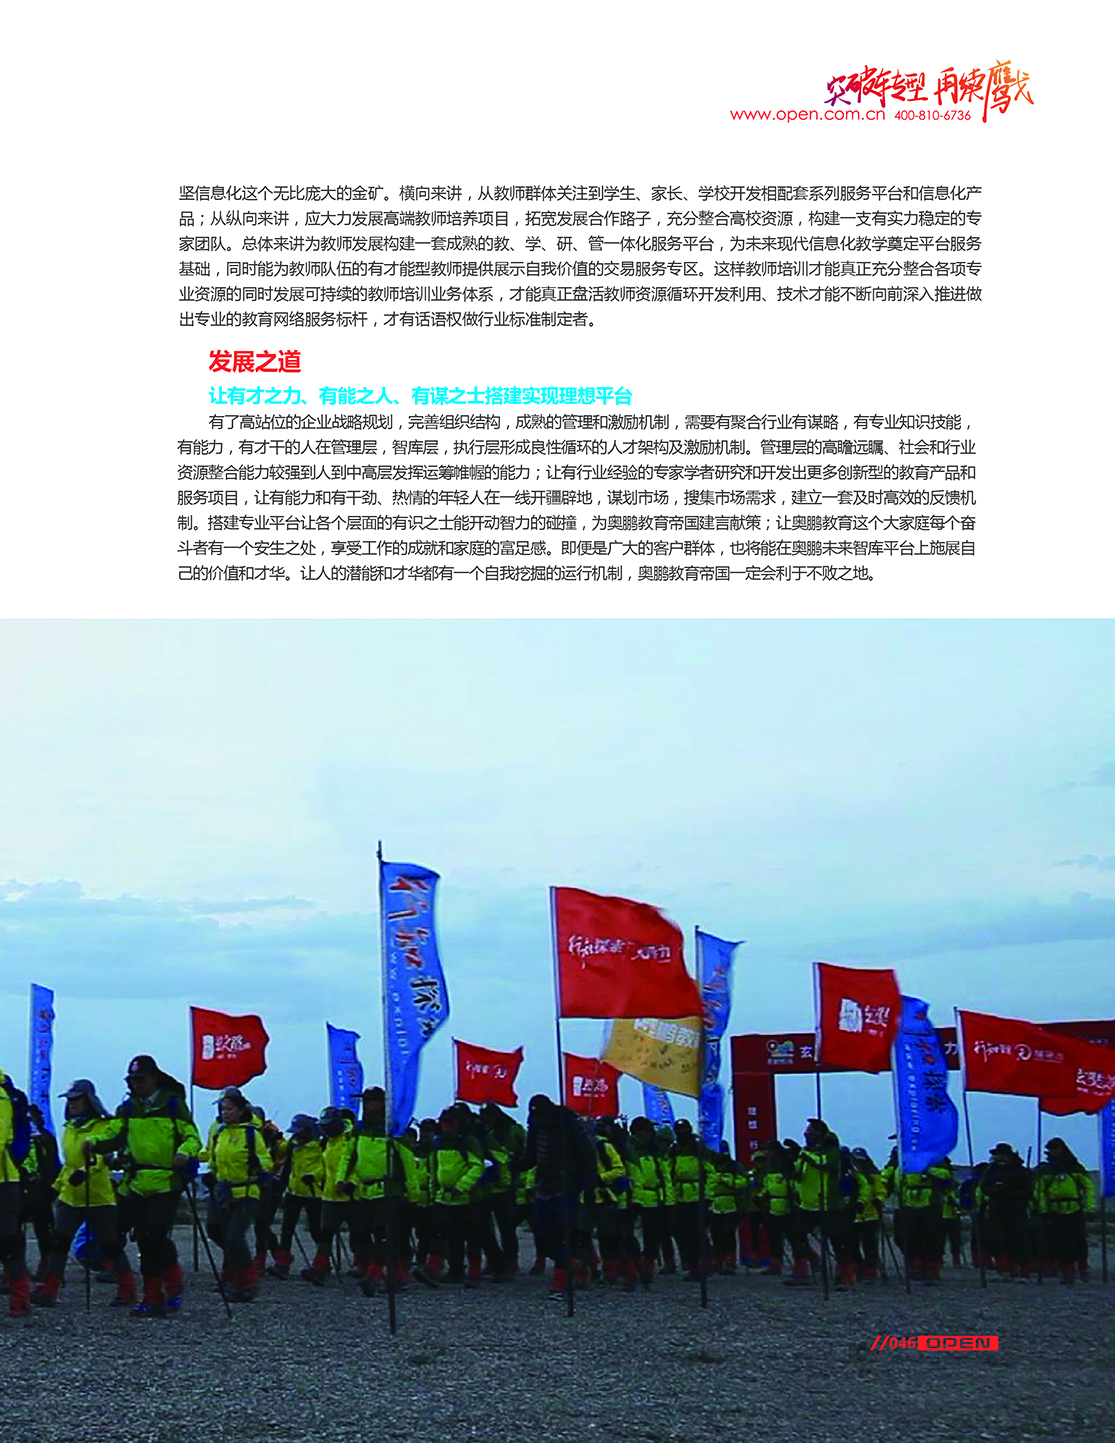 突破转型 再续鹰戈
www.open.com.cn 400-810-6736
坚信息化这个无比庞大的金矿。横向来讲，从教师群体关注到学生、家长、学校开发相配套系列服务平台和信息化产
品；从纵向来讲，应大力发展高端教师培养项目，拓宽发展合作路子，充分整合高校资源，构建一支有实力稳定的专
家团队。总体来讲为教师发展构建一套成熟的教、学、研、管一体化服务平台，为未来现代信息化教学奠定平台服务
基础，同时能为教师队伍的有才能型教师提供展示自我价值的交易服务专区。这样教师培训才能真正充分整合各项专
业资源的同时发展可持续的教师培训业务体系，才能真正盘活教师资源循环开发利用、技术才能不断向前深入推进做
出专业的教育网络服务标杆，才有话语权做行业标准制定者。
发展之道
让有才之力、有能之人、有谋之士搭建实现理想平台
有了高站位的企业战略规划，完善组织结构，成熟的管理和激励机制，需要有聚合行业有谋略，有专业知识技能，
有能力，有才干的人在管理层，智库层，执行层形成良性循环的人才架构及激励机制。管理层的高瞻远瞩、社会和行业
资源整合能力较强到人到中高层发挥运筹帷幄的能力；让有行业经验的专家学者研究和开发出更多创新型的教育产品和
服务项目，让有能力和有干劲、热情的年轻人在一线开疆辟地，谋划市场，搜集市场需求，建立一套及时高效的反馈机
制。搭建专业平台让各个层面的有识之士能开动智力的碰撞，为奥鹏教育帝国建言献策；让奥鹏教育这个大家庭每个奋
斗者有一个安生之处，享受工作的成就和家庭的富足感。即便是广大的客户群体，也将能在奥鹏未来智库平台上施展自
己的价值和才华。让人的潜能和才华都有一个自我挖掘的运行机制，奥鹏教育帝国一定会利于不败之地。
//046 OPEN